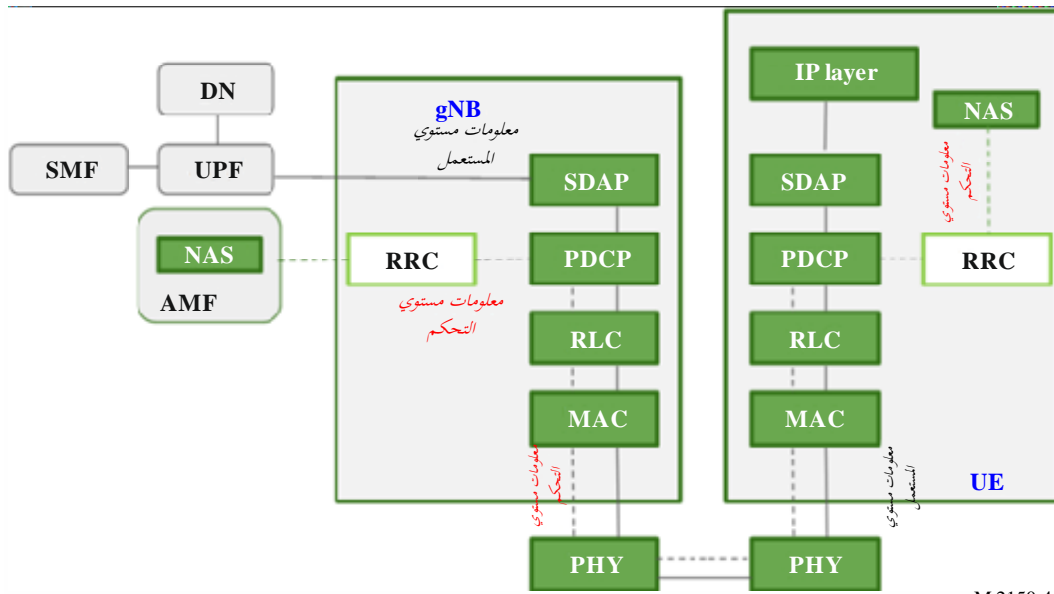 DN
SMF
UPF
NAS
AMF
gNB
معلومات مستوي
المستعمل
RRC
معلومات مستوي
التحكم
SDAP
PDCP
RLC
MAC
معلومات مستوي
التحكم
PHY
IP layer
NAS
معلومات مستوي
التحكم
SDAP
PDCP
RRC
RLC
MAC
معلومات مستوي
المستعمل
UE
PHY